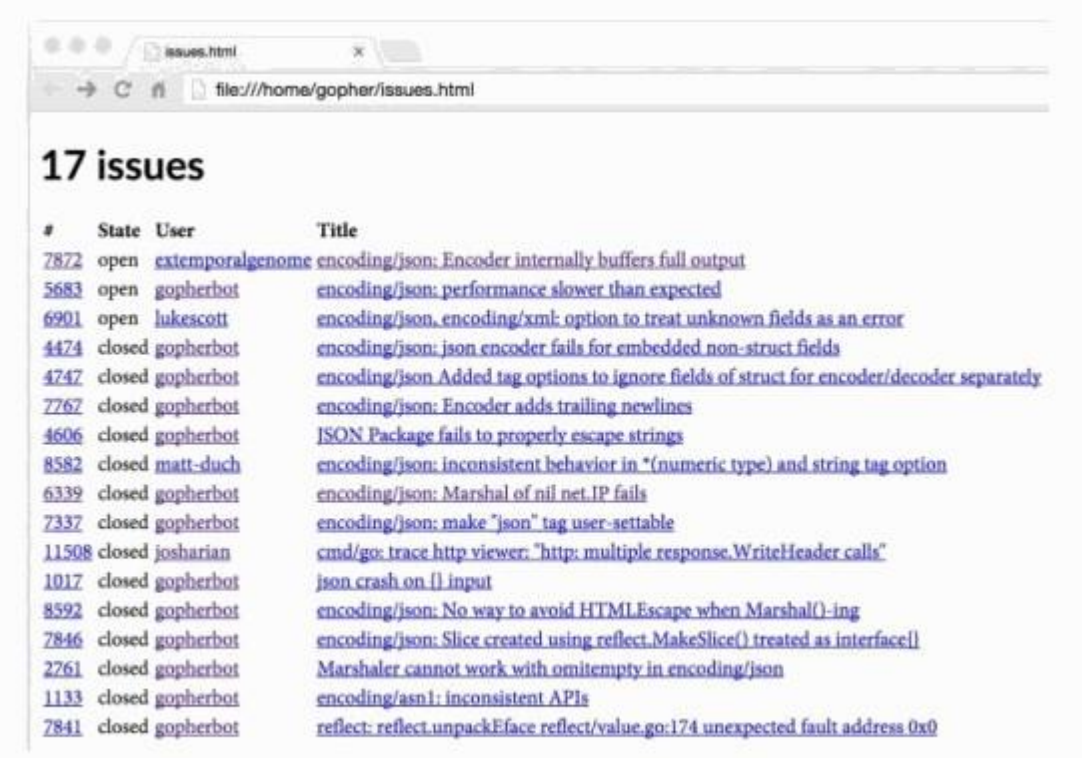 issues.html
file:///home/gopher/issues.html
17 issues
# State User Title
7872 open extemporalgenome encoding/json: Encoder internally buffers full output
5683 open gopherbot encoding/json: performance slower than expected
6901 open lukescott encoding/json, encoding/xml: option to treat unknown fields as an error
4474 closed gopherbot encoding/json: json encoder fails for embedded non-struct fields
4747 closed gopherbot encoding/json Added tag options to ignore fields of struct for encoder/decoder separately
7767 closed gopherbot encoding/json: Encoder adds trailing newlines
4606 closed gopherbot JSON Package fails to properly escape strings
8582 closed matt-duch encoding/json: inconsistent behavior in *(numeric type) and string tag option
6339 closed gopherbot encoding/json: Marshal of nil net.IP fails
7337 closed gopherbot encoding/json: make "json" tag user-settable
11508 closed josharian cmd/go: trace http viewer: "http: multiple response.WriteHeader calls"
1017 closed gopherbot json crash on {} input
8592 closed gopherbot encoding/json: No way to avoid HTMLEscape when Marshal()-ing
7846 closed gopherbot encoding/json: Slice created using reflect.MakeSlice() treated as interface{}
2761 closed gopherbot Marshaler cannot work with omitempty in encoding/json
1133 closed gopherbot encoding/asn1: inconsistent APIs
7841 closed gopherbot reflect: reflect.unpackEface reflect/value.go:174 unexpected fault address 0x0